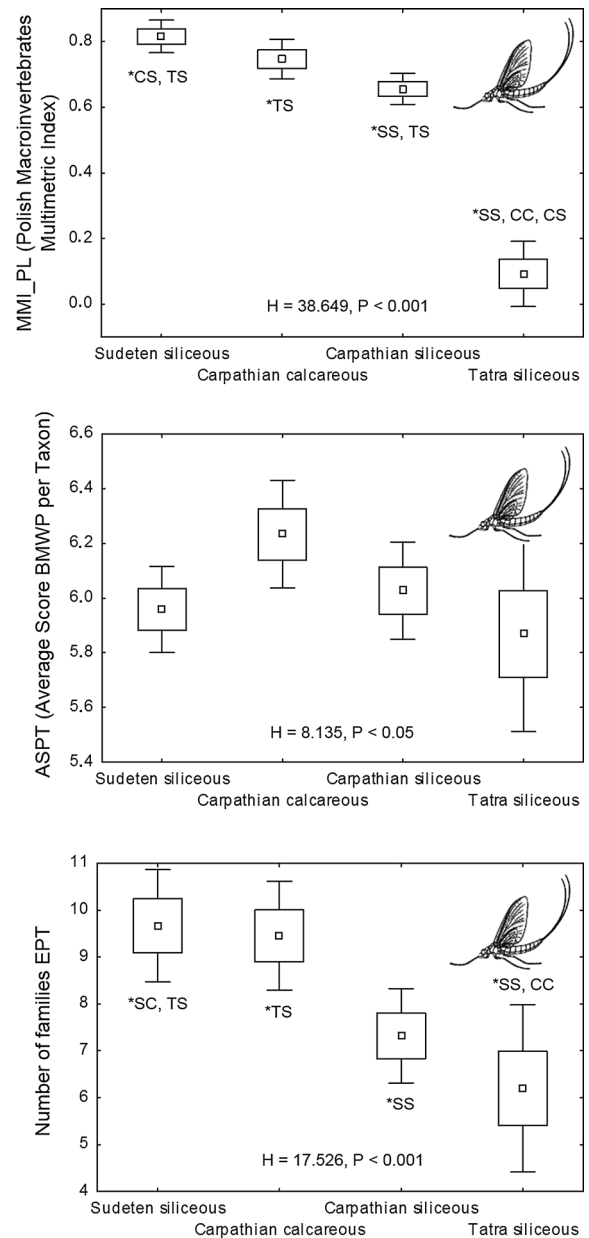 MMI_PL (Polish Macroinvertebrates
Multimetric Index)
0.8
0.6
0.4
0.2
0.0
*CS, TS
*TS
*SS, TS
*SS, CC, CS
H = 38.649, P < 0.001
Sudeten siliceous
Carpathian siliceous
Carpathian calcareous
Tatra siliceous
ASPT (Average Score BMWP per Taxon)
6.6
6.4
6.2
6.0
5.8
5.6
5.4
H = 8.135, P < 0.05
Sudeten siliceous
Carpathian siliceous
Carpathian calcareous
Tatra siliceous
Number of families EPT
11
10
9
8
7
6
5
4
*SC, TS
*TS
*SS
*SS, CC
H = 17.526, P < 0.001
Sudeten siliceous
Carpathian siliceous
Carpathian calcareous
Tatra siliceous